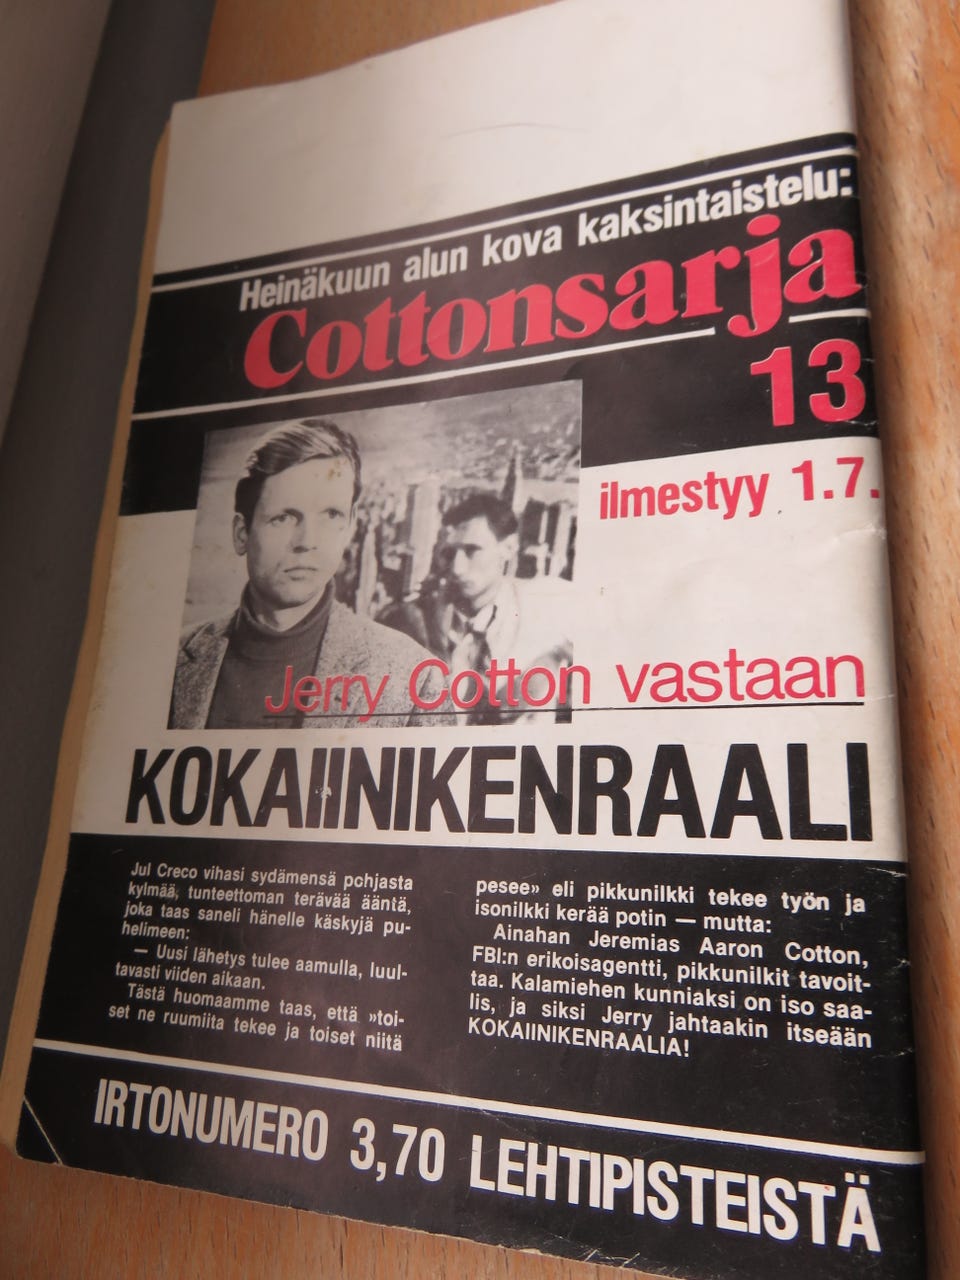 Heinäkuun alun kova kaksintaistelu:
Cottonsarja
13
ilmestyy 1.7.
Jerry Cotton vastaan
KOKAIINIKENRAALI
Jul Creco vihasi sydämensä pohjasta
kylmää, tunteettoman terävää ääntä,
joka taas saneli hänelle käskyjä pu-
helimeen:
— Uusi lähetys tulee aamulla, luul-
tavasti viiden aikaan.
Tästä huomaamme taas, että »toi-
set ne ruumiita tekee ja toiset niitä
pesee» eli pikkunilkki tekee työn ja
isonilkki kerää potin — mutta:
Ainahan Jeremias Aaron Cotton,
FBI:n erikoisagentti, pikkunilkit tavoit-
taa. Kalamiehen kunniaksi on iso saa-
lis, ja siksi Jerry jahtaakin itseään
KOKAIINIKENRAALIA!
IRTONUMERO 3,70 LEHTIPISTEISTÄ